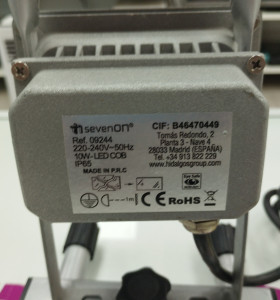 sevenON
Ref. 09244
220-240V~50Hz
10W-LED COB
IP65
MADE IN P.R.C
CIF: B46470449
Tomás Redondo, 2
Planta 3 - Nave 4
28033 Madrid (ESPAÑA)
Tel. +34 913 822 229
www.hidalgosgroup.com
CE RoHS